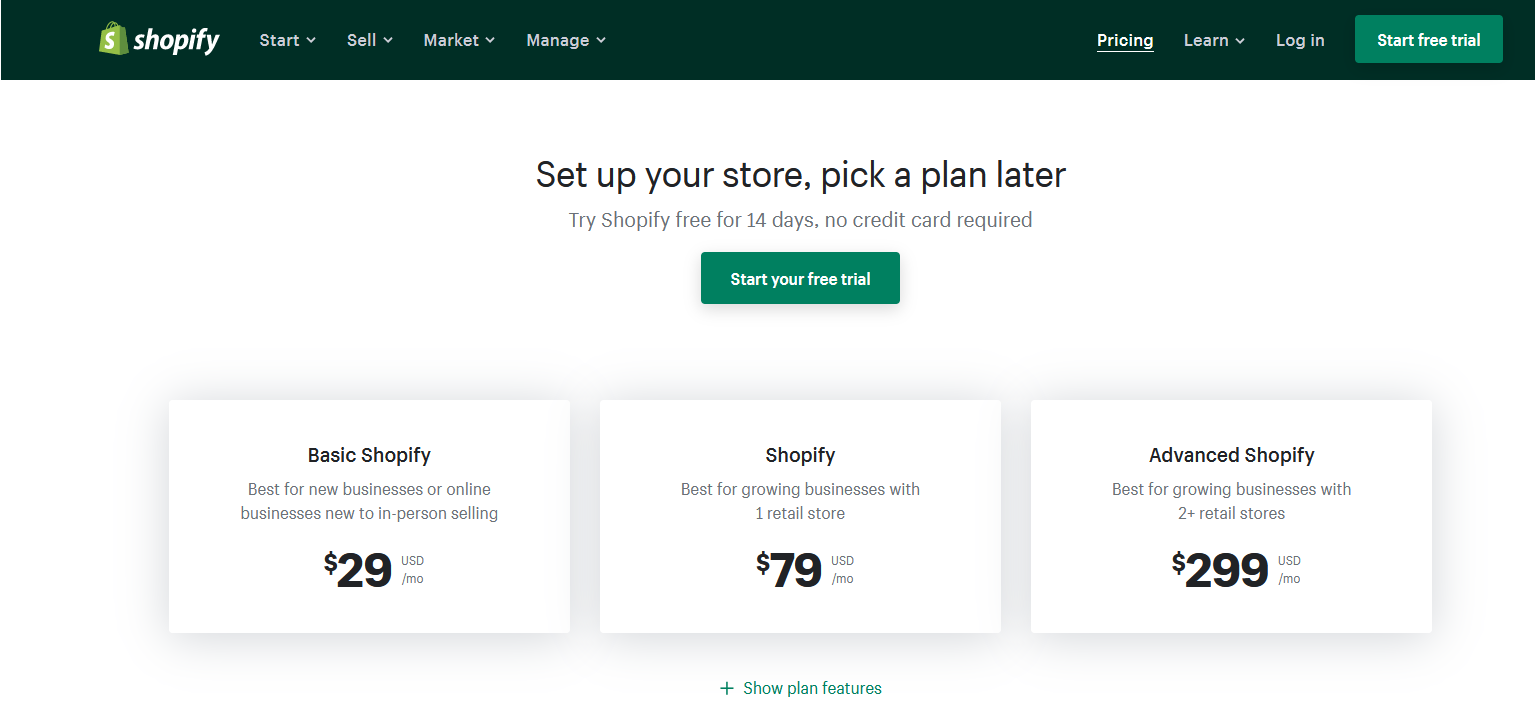 shopify Start Sell Market Manage Pricing Learn Log in Start free trial
Set up your store, pick a plan later
Try Shopify free for 14 days, no credit card required
Start your free trial
Basic Shopify
Best for new businesses or online
businesses new to in-person selling
$29 USD
/mo
Shopify
Best for growing businesses with
1 retail store
$79 USD
/mo
Advanced Shopify
Best for growing businesses with
2+ retail stores
$299 USD
/mo
+ Show plan features